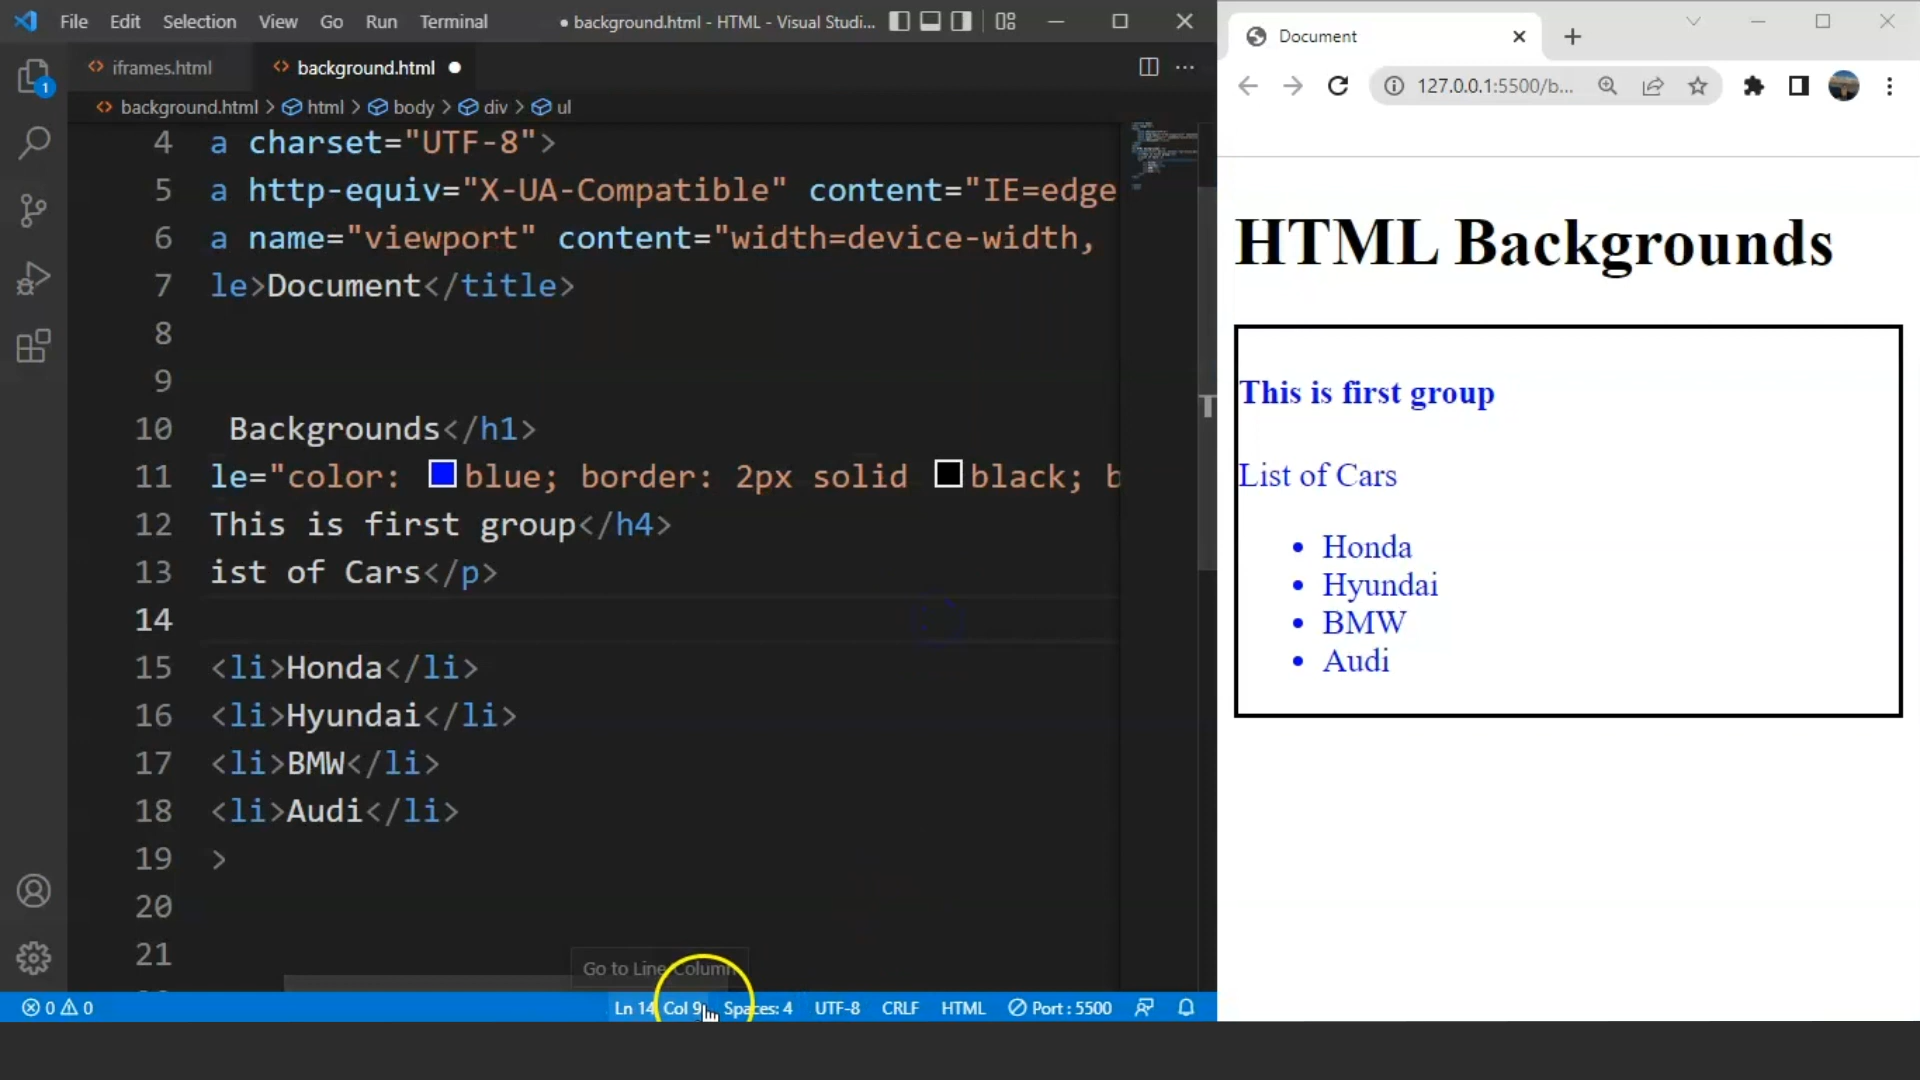 File Edit Selection View Go Run Terminal ● background.html - HTML - Visual Studi...
iframes.html background.html
background.html > html > body > div > ul
4 a charset="UTF-8">
5 a http-equiv="X-UA-Compatible" content="IE=edge
6 a name="viewport" content="width=device-width,
7 le>Document</title>
8
9
10 Backgrounds</h1>
11 le="color: blue; border: 2px solid black; b
12 This is first group</h4>
13 ist of Cars</p>
14
15 <li>Honda</li>
16 <li>Hyundai</li>
17 <li>BMW</li>
18 <li>Audi</li>
19 >
20
21
Go to Line/Column
1
0 0 Ln 14, Col 9 Spaces: 4 UTF-8 CRLF HTML Port : 5500
Document
127.0.0.1:5500/b...
HTML Backgrounds
This is first group
List of Cars
• Honda
• Hyundai
• BMW
• Audi